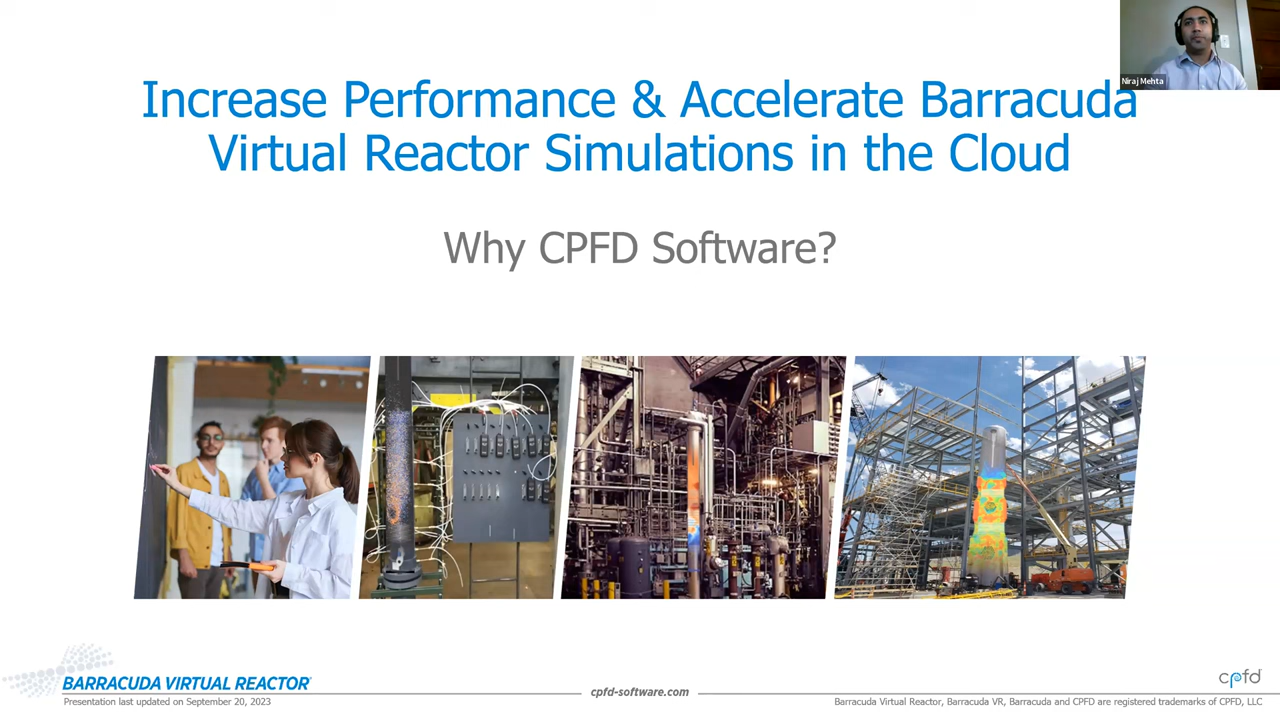 Niraj Mehta
Increase Performance & Accelerate Barracuda
Virtual Reactor Simulations in the Cloud
Why CPFD Software?
BARRACUDA VIRTUAL REACTOR
Presentation last updated on September 20, 2023
cpfd-software.com
cpfd
Barracuda Virtual Reactor, Barracuda VR, Barracuda and CPFD are registered trademarks of CPFD, LLC